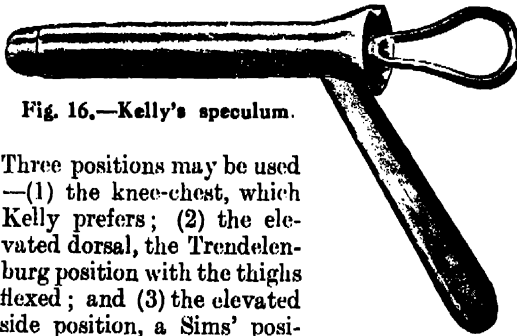 Fig. 16.—Kelly's speculum.
Three positions may be used
—(1) the knee-chest, which
Kelly prefers; (2) the ele-
vated dorsal, the Trendelen-
burg position with the thighs
flexed; and (3) the elevated
side position, a Sims' posi-